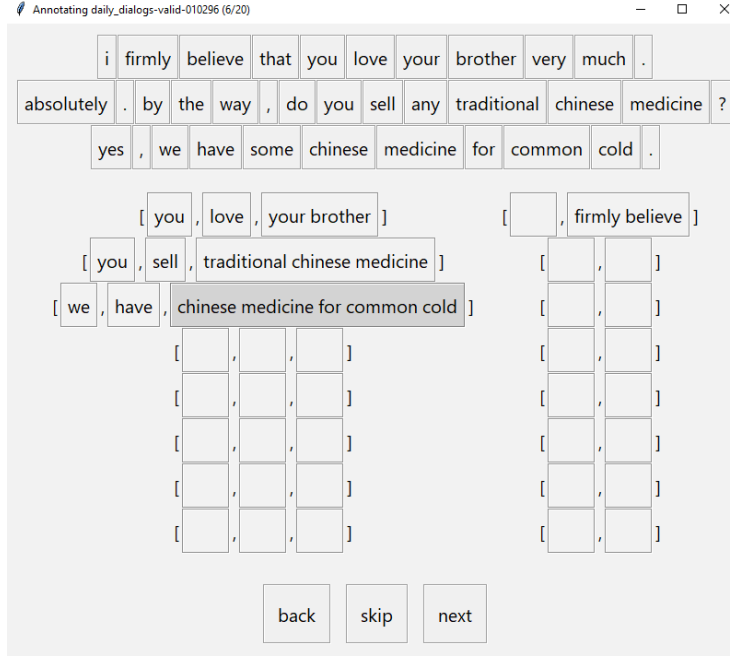 Annotating daily_dialogs-valid-010296 (6/20)
i firmly believe that you love your brother very much .
absolutely . by the way , do you sell any traditional chinese medicine ?
yes , we have some chinese medicine for common cold .
[ you , love , your brother ] [ , firmly believe ]
[ you , sell , traditional chinese medicine ] [ , ]
[ we , have , chinese medicine for common cold ] [ , ]
[ , , ] [ , ]
[ , , ] [ , ]
[ , , ] [ , ]
[ , , ] [ , ]
[ , , ] [ , ]
back skip next